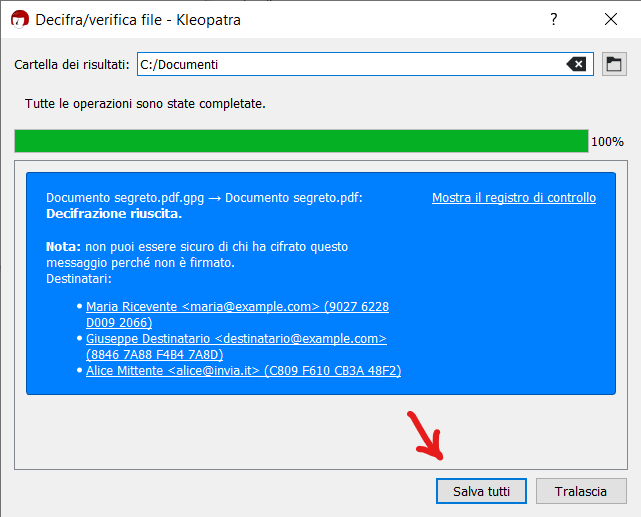 Decifra/verifica file - Kleopatra
Cartella dei risultati: C:/Documenti
Tutte le operazioni sono state completate.
100%
Documento segreto.pdf.gpg → Documento segreto.pdf: Mostra il registro di controllo
Decifrazione riuscita.
Nota: non puoi essere sicuro di chi ha cifrato questo
messaggio perché non è firmato.
Destinatari:
• Maria Ricevente <maria@example.com> (9027 6228
D009 2066)
• Giuseppe Destinatario <destinatario@example.com>
(8846 7A88 F4B4 7A8D)
• Alice Mittente <alice@invia.it> (C809 F610 CB3A 48F2)
Salva tutti Tralascia